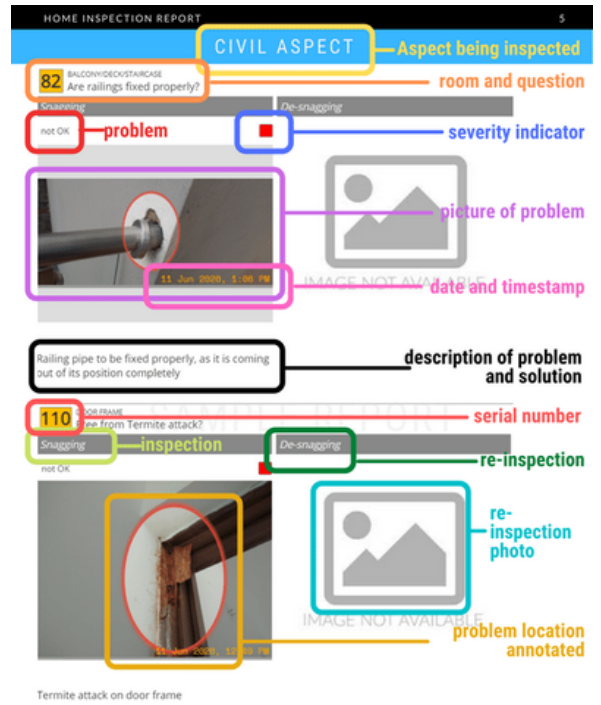 HOME INSPECTION REPORT 5
CIVIL ASPECT
Aspect being inspected
82 BALCONY/DECK/STAIRCASE
Are railings fixed properly?
room and question
Snagging De-snagging
not OK
problem
severity indicator
picture of problem
11 Jun 2020, 1:06 PM
IMAGE NOT AVAILABLE
date and timestamp
Railing pipe to be fixed properly, as it is coming
out of its position completely
description of problem
and solution
SAMPLE REPORT
110 DOOR FRAME
Free from Termite attack?
serial number
Snagging De-snagging
inspection
re-inspection
not OK
re-
inspection
photo
IMAGE NOT AVAILABLE
problem location
annotated
Termite attack on door frame